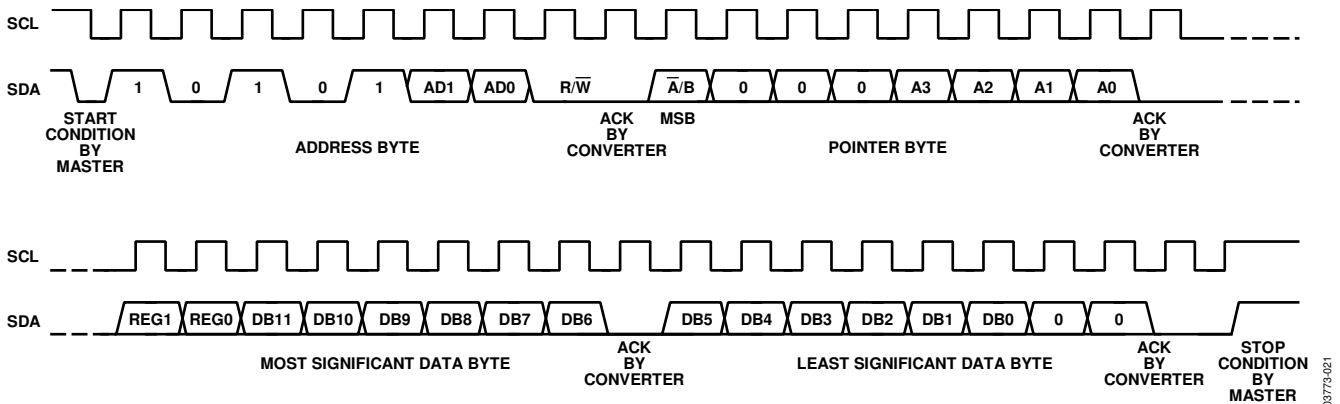 SCL
SDA 1 0 1 0 1 AD1 AD0 R/W̅ A̅/B 0 0 0 A3 A2 A1 A0
START CONDITION BY MASTER
ADDRESS BYTE
ACK BY CONVERTER
MSB
POINTER BYTE
ACK BY CONVERTER
SCL
SDA REG1 REG0 DB11 DB10 DB9 DB8 DB7 DB6 DB5 DB4 DB3 DB2 DB1 DB0 0 0
MOST SIGNIFICANT DATA BYTE
ACK BY CONVERTER
LEAST SIGNIFICANT DATA BYTE
ACK BY CONVERTER
STOP CONDITION BY MASTER
03773-021